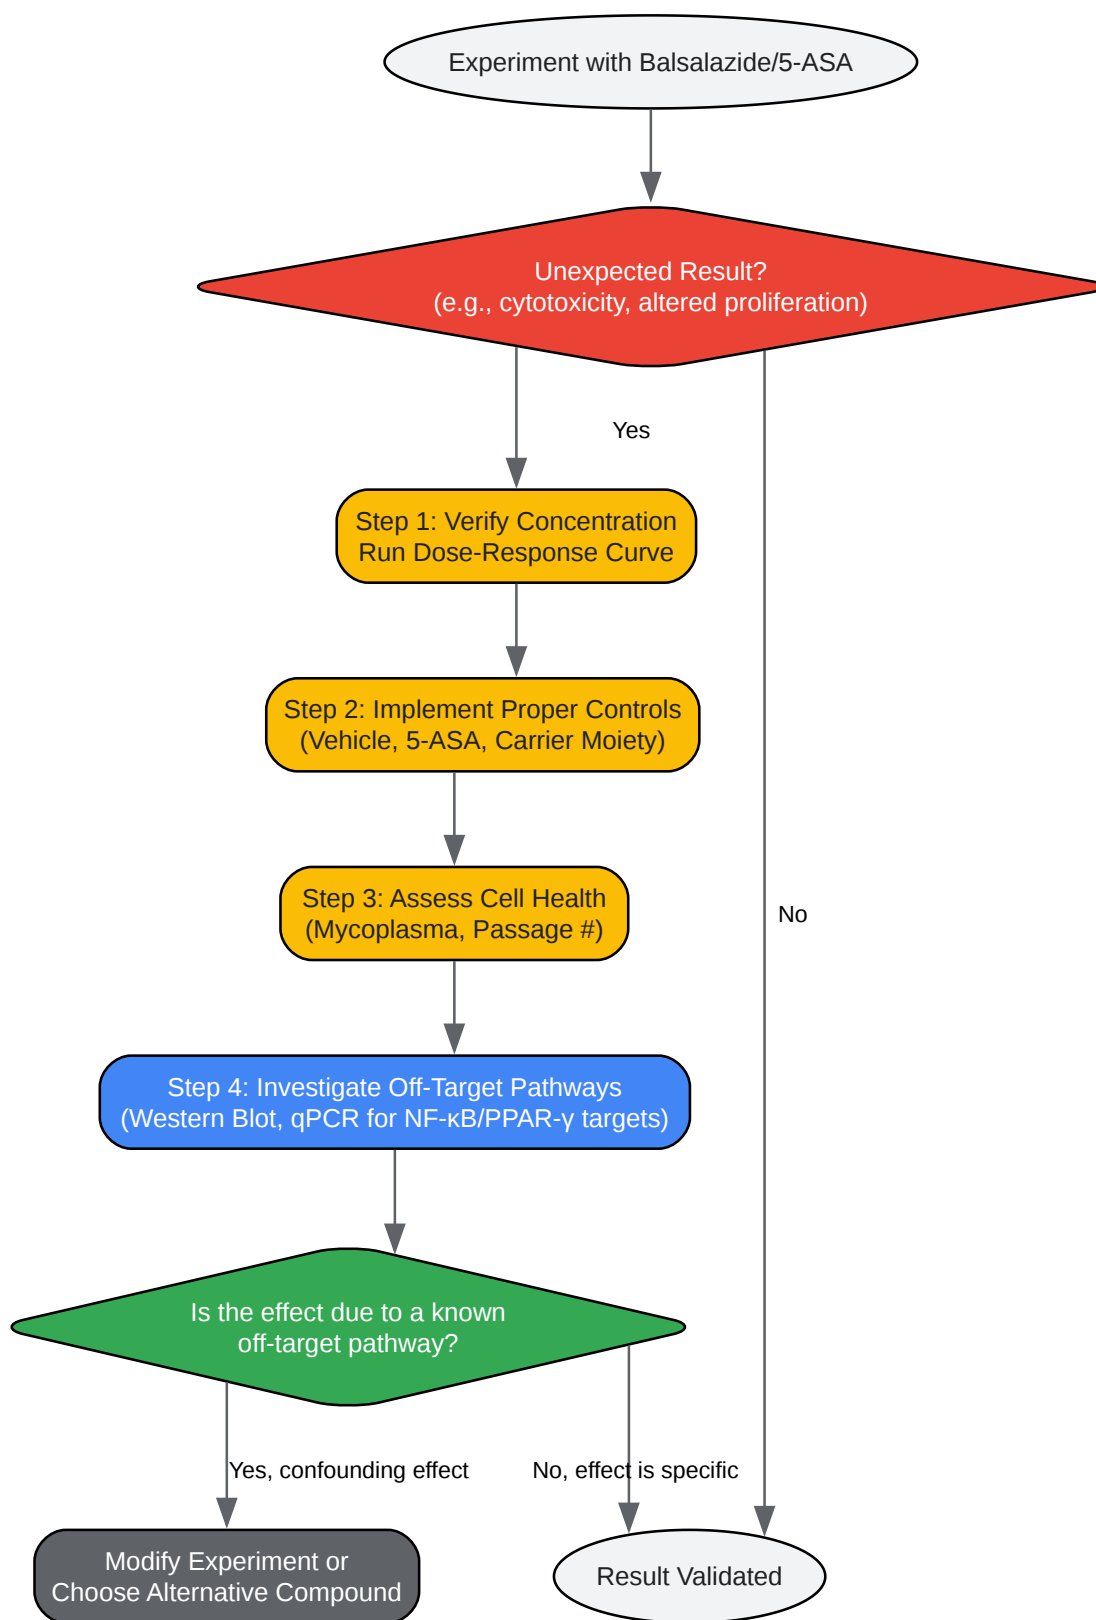 Experiment with Balsalazide/5-ASA
Unexpected Result?
(e.g., cytotoxicity, altered proliferation)
Yes
Step 1: Verify Concentration
Run Dose-Response Curve
Step 2: Implement Proper Controls
(Vehicle, 5-ASA, Carrier Moiety)
Step 3: Assess Cell Health
(Mycoplasma, Passage #)
No
Step 4: Investigate Off-Target Pathways
(Western Blot, qPCR for NF-κB/PPAR-γ targets)
Is the effect due to a known
off-target pathway?
Yes, confounding effect
No, effect is specific
Modify Experiment or
Choose Alternative Compound
Result Validated